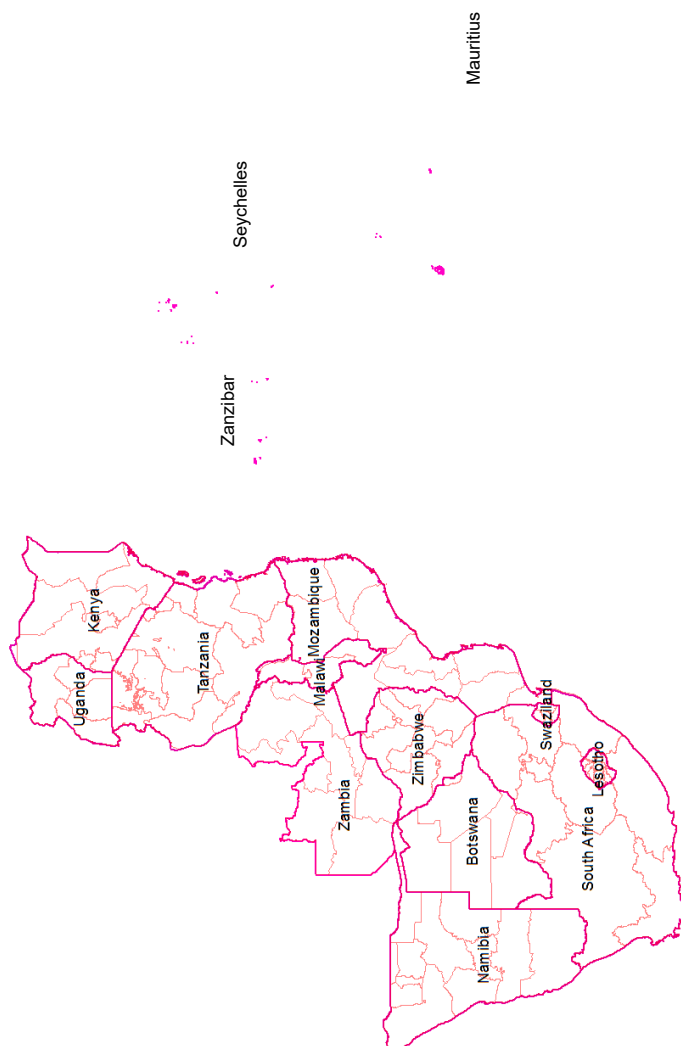 Mauritius
Seychelles
Zanzibar
Kenya
Uganda
Tanzania
Mozambique
Malawi
Zambia
Zimbabwe
Swaziland
Botswana
Lesotho
South Africa
Namibia